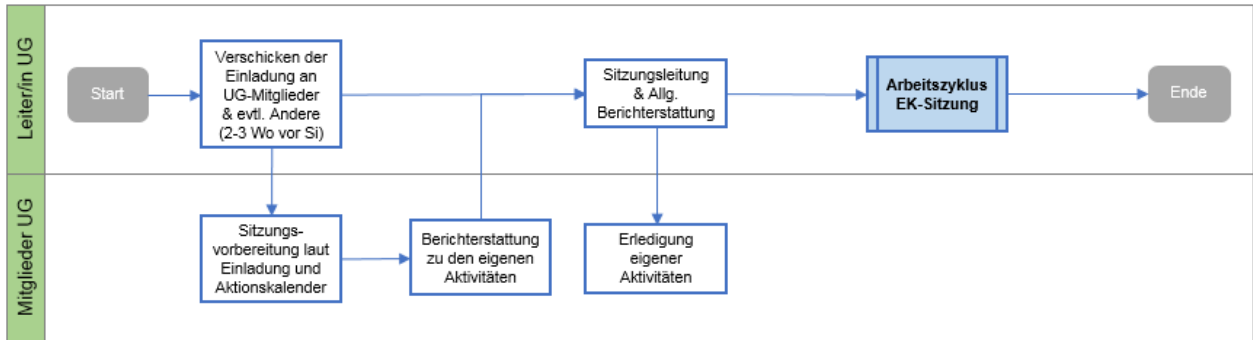 Leiter/in UG
Start
Verschicken der
Einladung an
UG-Mitglieder
& evtl. Andere
(2-3 Wo vor Si)
Sitzungsleitung
& Allg.
Berichterstattung
Arbeitszyklus
EK-Sitzung
Ende
Mitglieder UG
Sitzungs-
vorbereitung laut
Einladung und
Aktionskalender
Berichterstattung
zu den eigenen
Aktivitäten
Erledigung
eigener
Aktivitäten